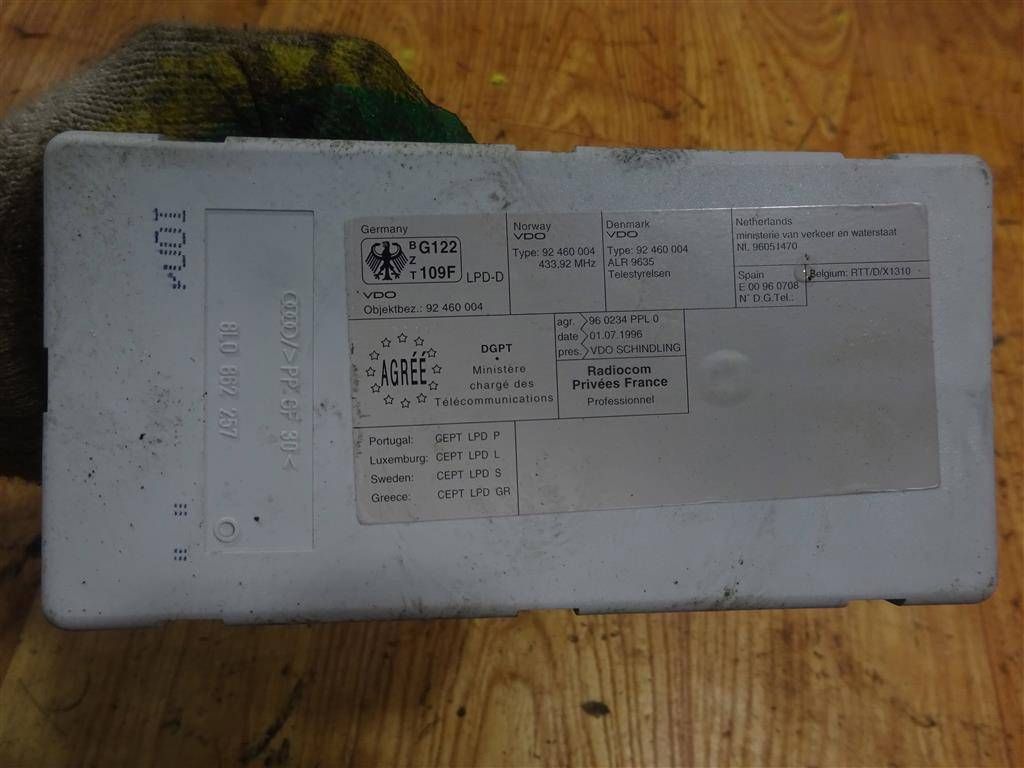 Germany
BZT G122
109F LPD-D
VDO
Objektbez.: 92 460 004
Norway
VDO
Type: 92 460 004
433,92 MHz
Denmark
VDO
Type: 92 460 004
ALR 9635
Telestyrelsen
Netherlands
ministerie van verkeer en waterstaat
Nl. 96051470
Spain
E 00 96 0708
N° D.G.Tel.:
Belgium: RTT/D/X1310
AGRÉÉ
DGPT
Ministère
chargé des
Télécommunications
agr. 96 0234 PPL 0
date 01.07.1996
pres. VDO SCHINDLING
Radiocom
Privées France
Professionnel
Portugal: CEPT LPD P
Luxemburg: CEPT LPD L
Sweden: CEPT LPD S
Greece: CEPT LPD GR
>PP GF 30<
8L0 862 257